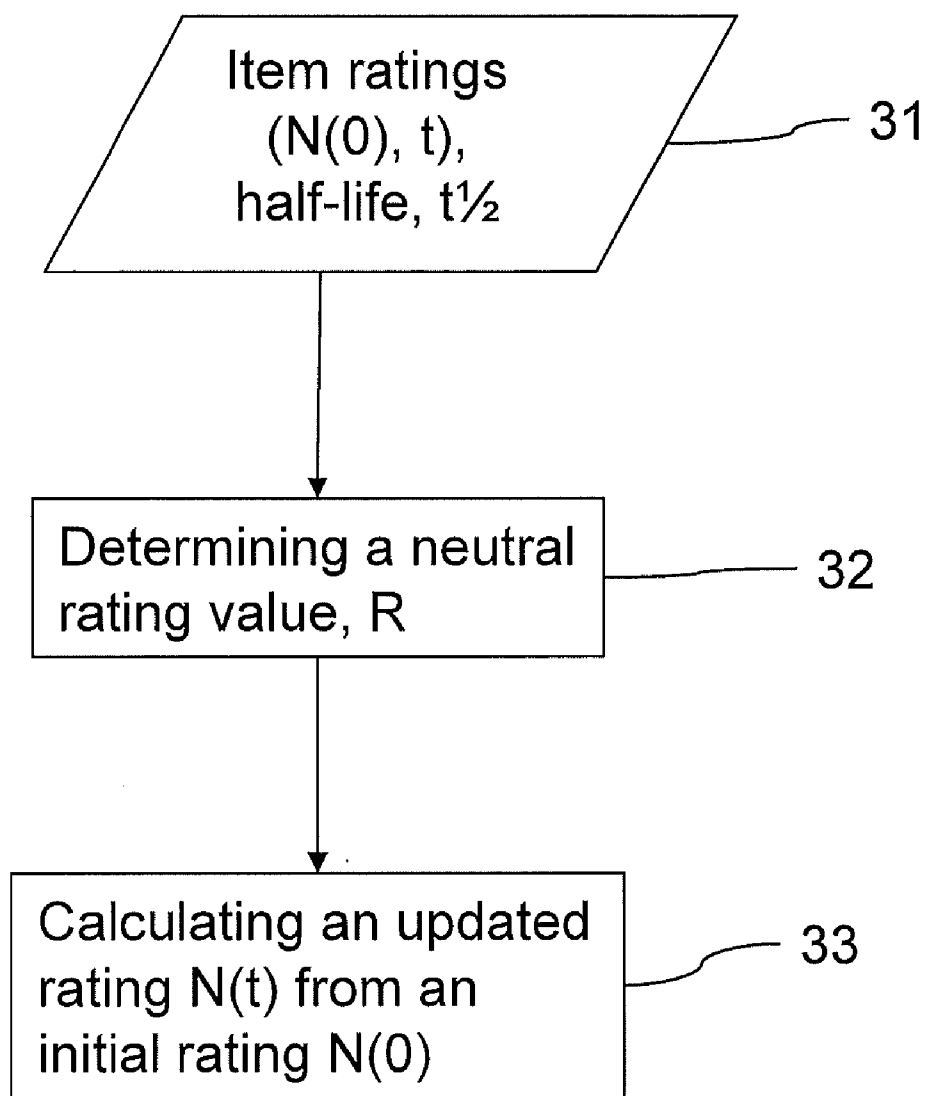 Item ratings
(N(0), t),
half-life, t½
31
Determining a neutral
rating value, R
32
Calculating an updated
rating N(t) from an
initial rating N(0)
33